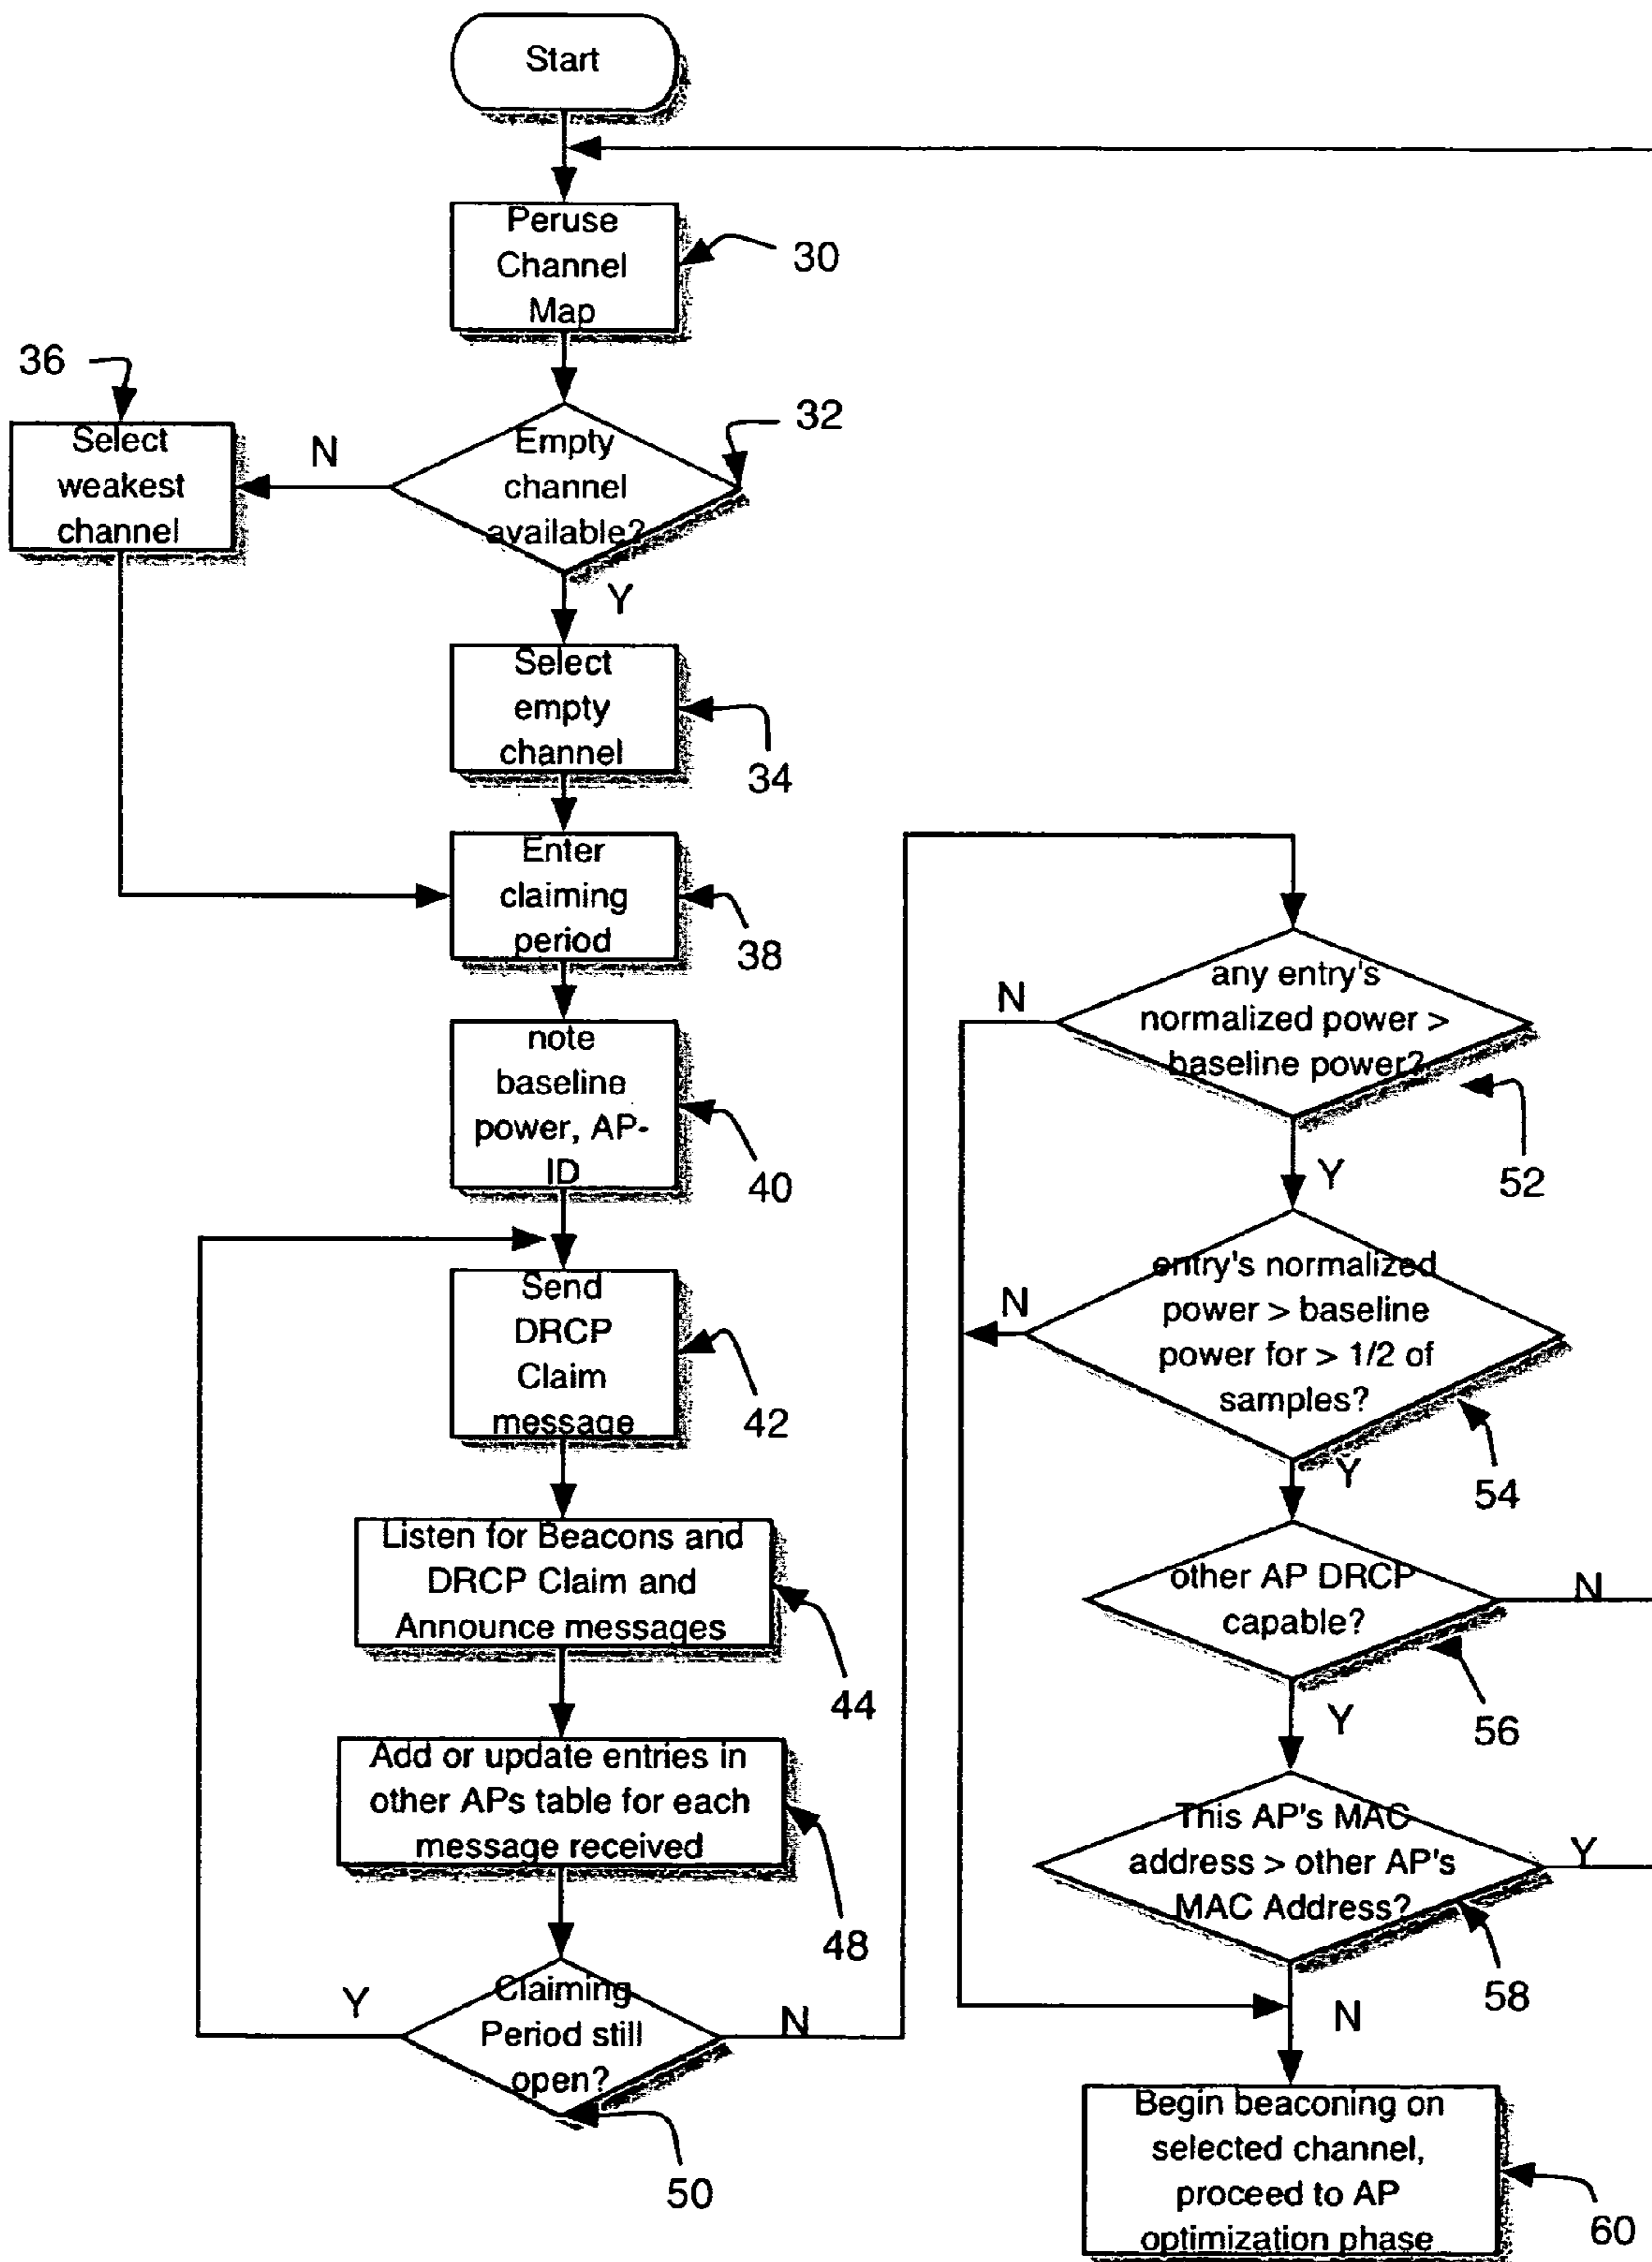 Start
Peruse
Channel
Map
30
36
Select
weakest
channel
N
Empty
channel
available?
32
Y
Select
empty
channel
34
Enter
claiming
period
38
note
baseline
power, AP-
ID
40
Send
DRCP
Claim
message
42
Listen for Beacons and
DRCP Claim and
Announce messages
44
Add or update entries in
other APs table for each
message received
48
Y
Claiming
Period still
open?
N
50
any entry's
normalized power >
baseline power?
N
52
Y
entry's normalized
power > baseline
power for > 1/2 of
samples?
N
54
Y
other AP DRCP
capable?
N
56
Y
This AP's MAC
address > other AP's
MAC Address?
Y
58
N
Begin beaconing on
selected channel,
proceed to AP
optimization phase
60